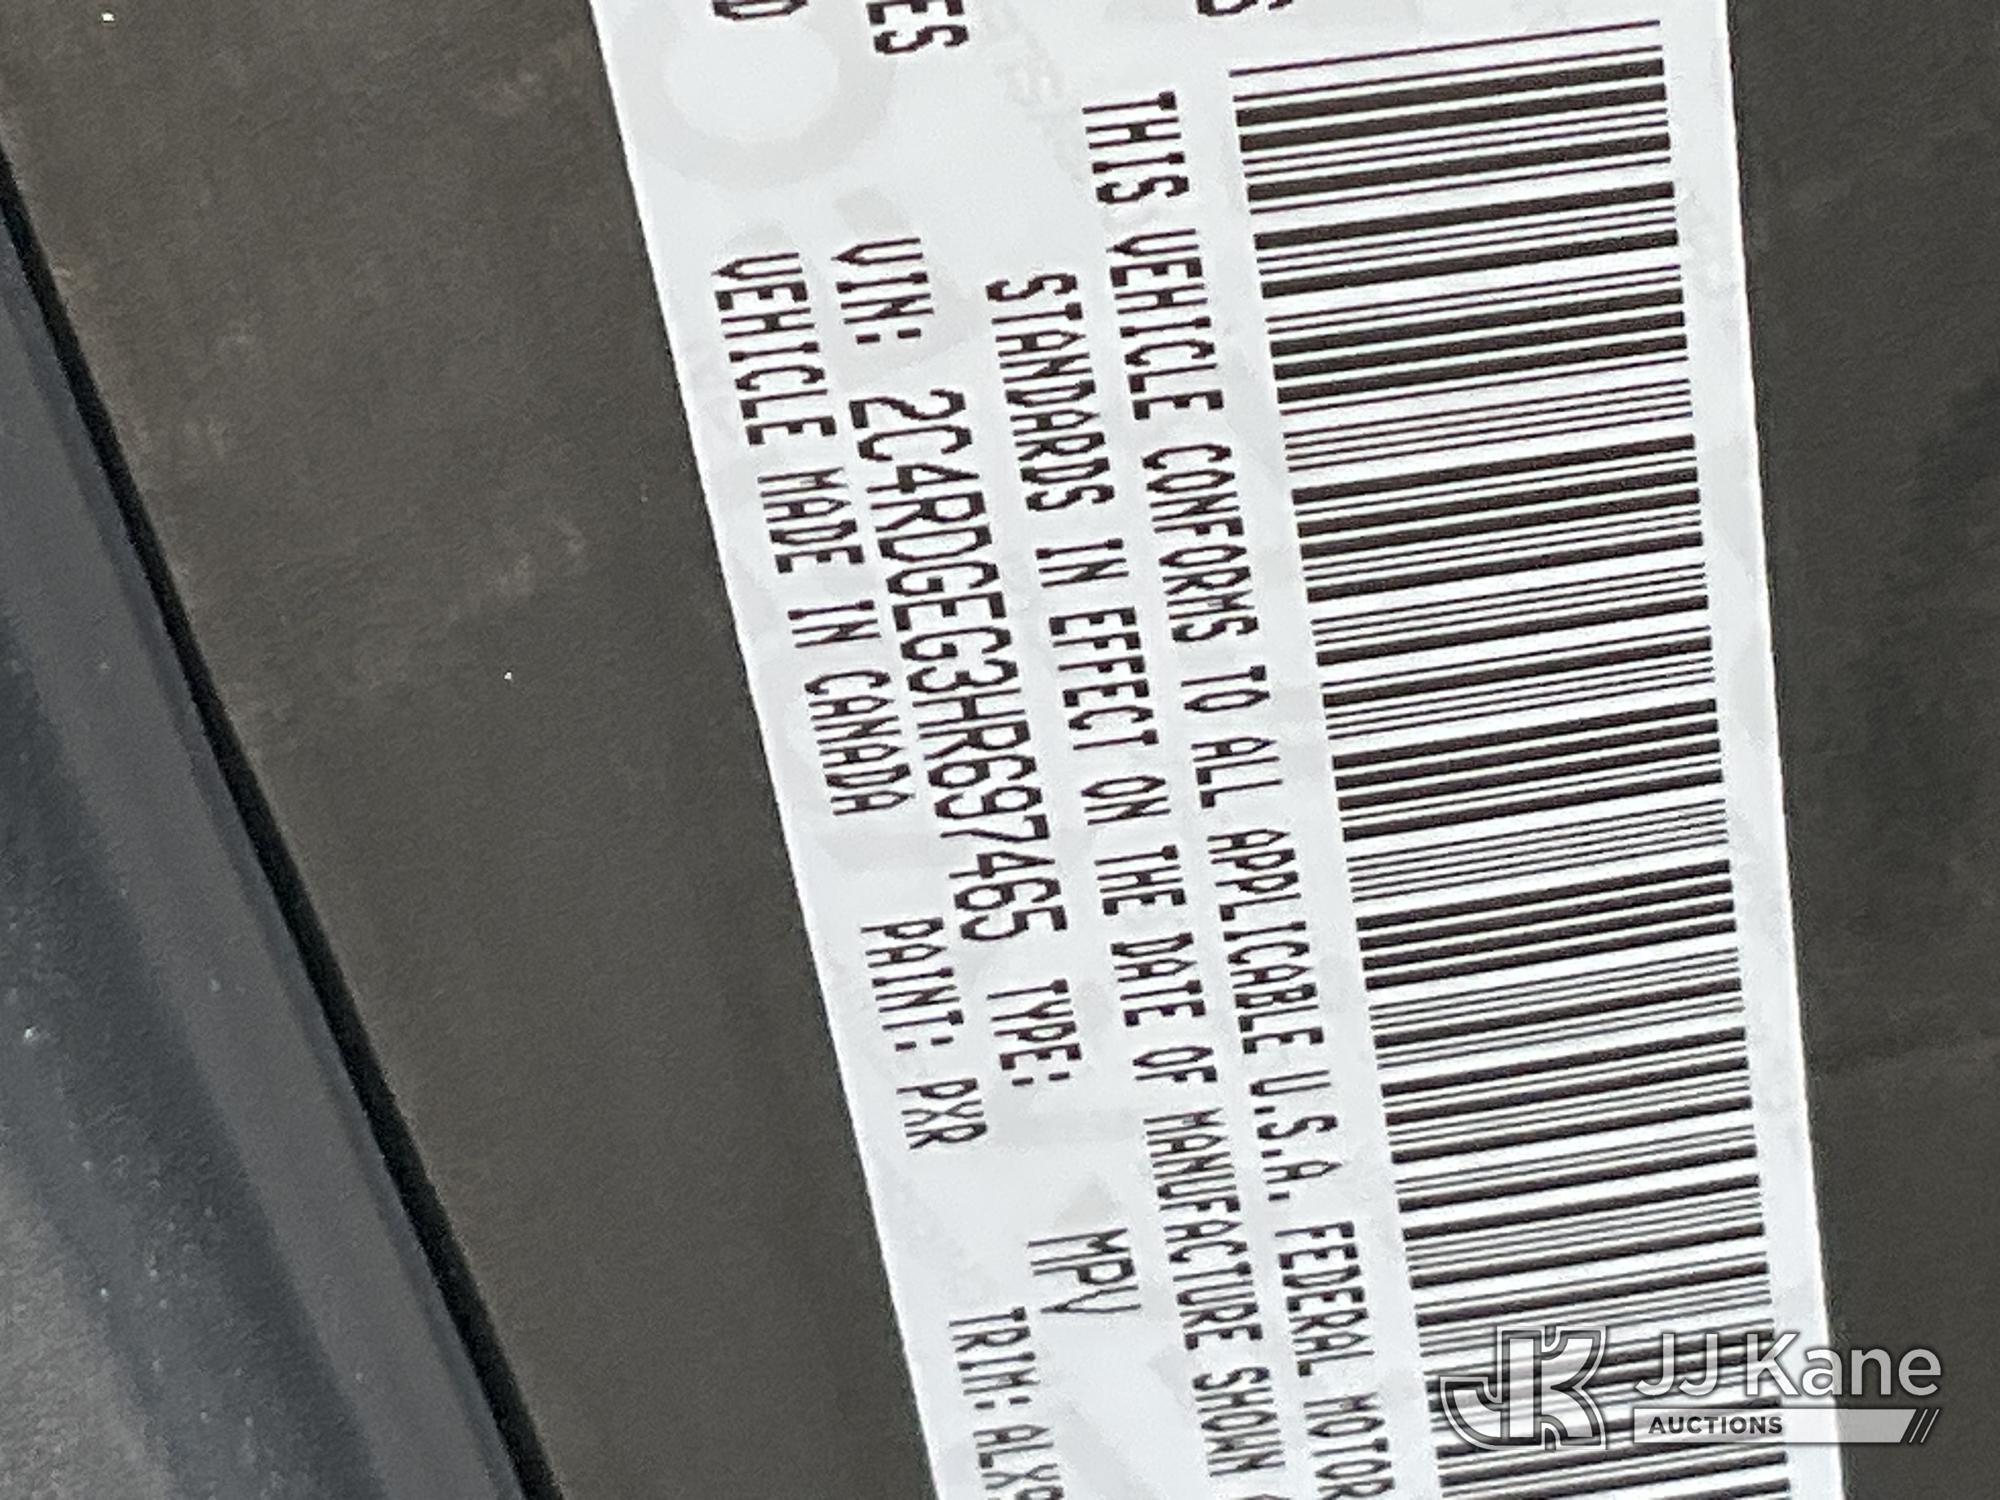 THIS VEHICLE CONFORMS TO ALL APPLICABLE U.S.A. FEDERAL MOTOR
STANDARDS IN EFFECT ON THE DATE OF MANUFACTURE SHOWN
VIN: 2C4RDGEG3HR697465 TYPE: MPV
VEHICLE MADE IN CANADA PAINT: PXR TRIM: ALX9
JJ Kane
AUCTIONS